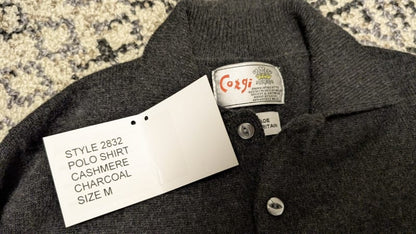 Corgi
STYLE 2832
POLO SHIRT
CASHMERE
CHARCOAL
SIZE M